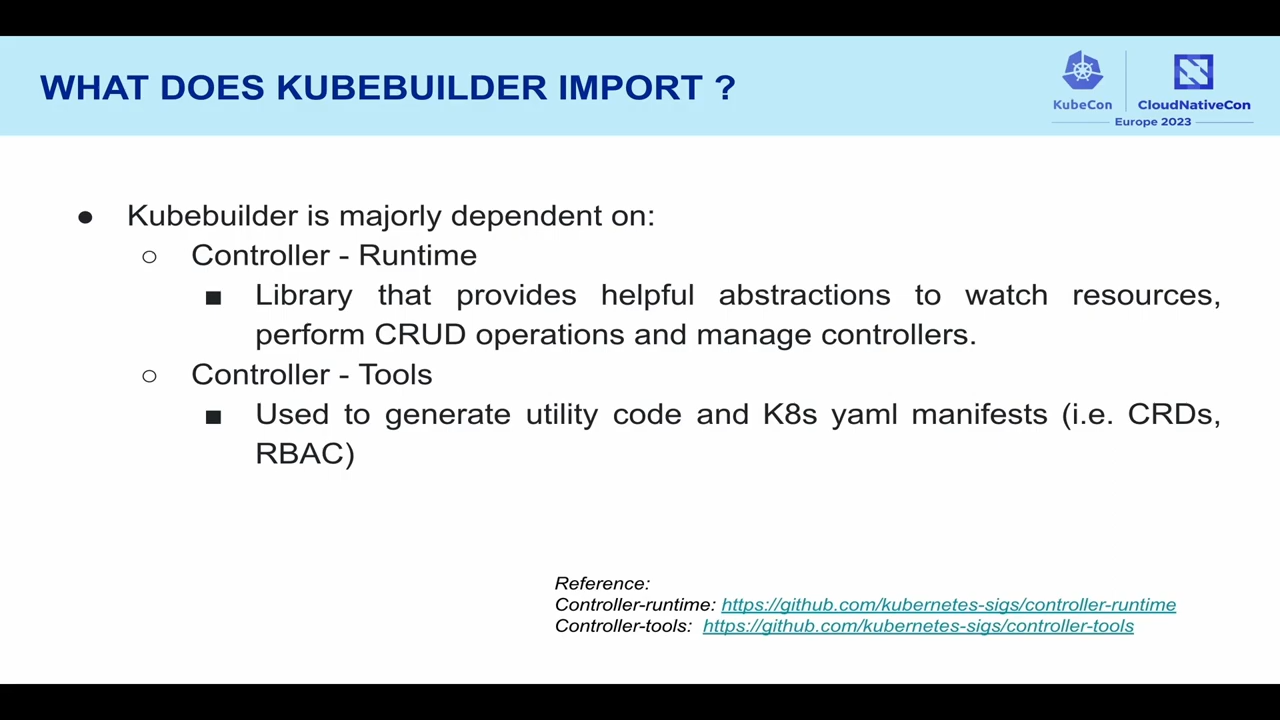 WHAT DOES KUBEBUILDER IMPORT ?
KubeCon
CloudNativeCon
Europe 2023
● Kubebuilder is majorly dependent on:
○ Controller - Runtime
■ Library that provides helpful abstractions to watch resources,
perform CRUD operations and manage controllers.
○ Controller - Tools
■ Used to generate utility code and K8s yaml manifests (i.e. CRDs,
RBAC)
Reference:
Controller-runtime: https://github.com/kubernetes-sigs/controller-runtime
Controller-tools: https://github.com/kubernetes-sigs/controller-tools